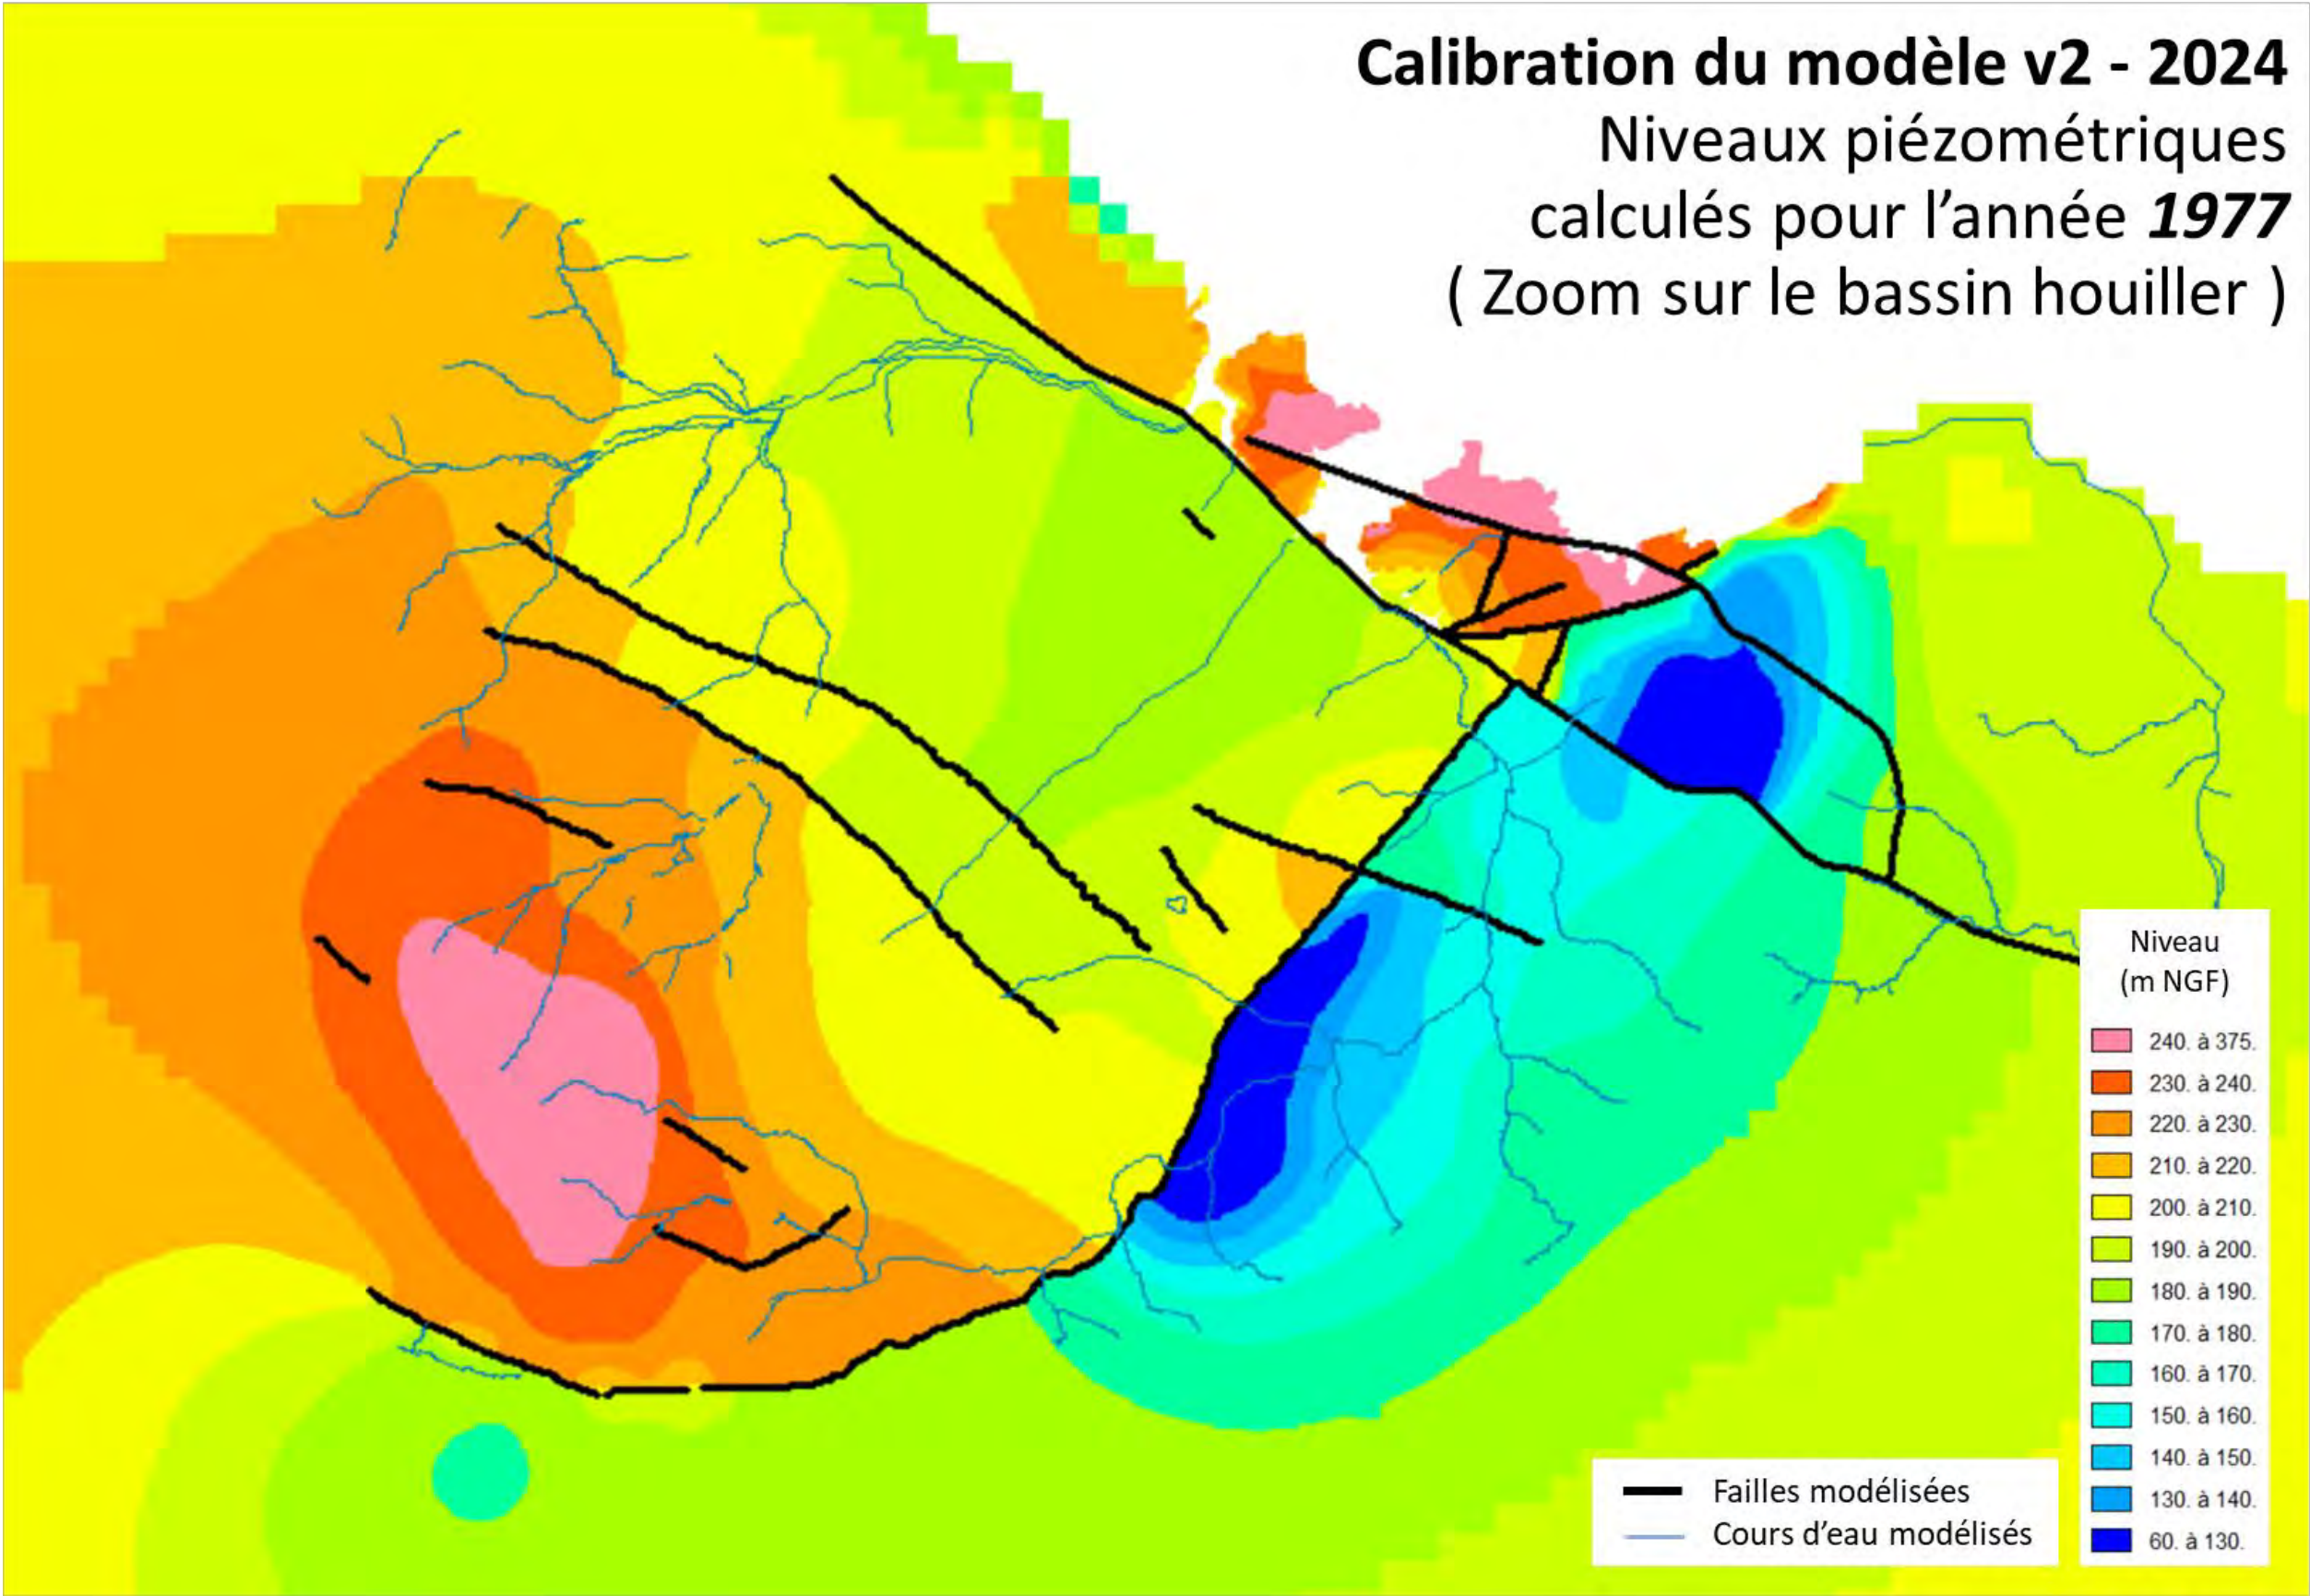 Calibration du modèle v2 - 2024
Niveaux piézométriques
calculés pour l’année 1977
( Zoom sur le bassin houiller )
Niveau
(m NGF)
240. à 375.
230. à 240.
220. à 230.
210. à 220.
200. à 210.
190. à 200.
180. à 190.
170. à 180.
160. à 170.
150. à 160.
140. à 150.
130. à 140.
60. à 130.
Failles modélisées
Cours d’eau modélisés